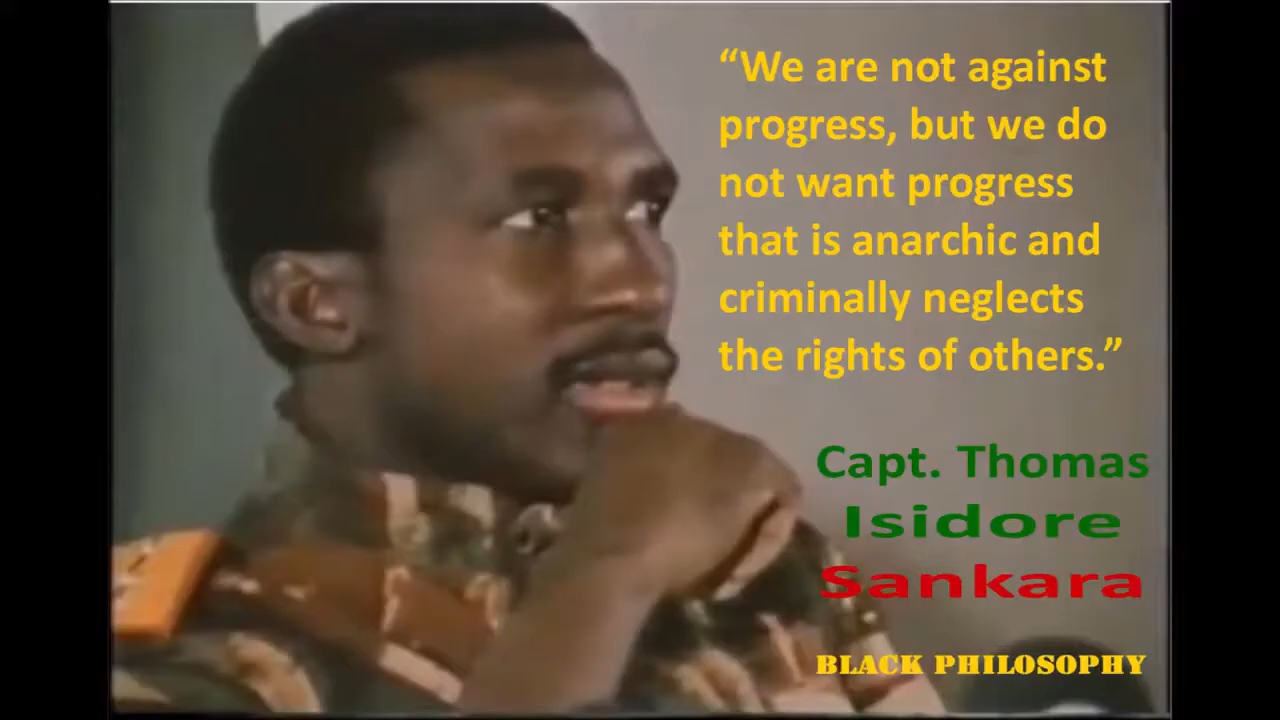 “We are not against
progress, but we do
not want progress
that is anarchic and
criminally neglects
the rights of others.”
Capt. Thomas
Isidore
Sankara
BLACK PHILOSOPHY